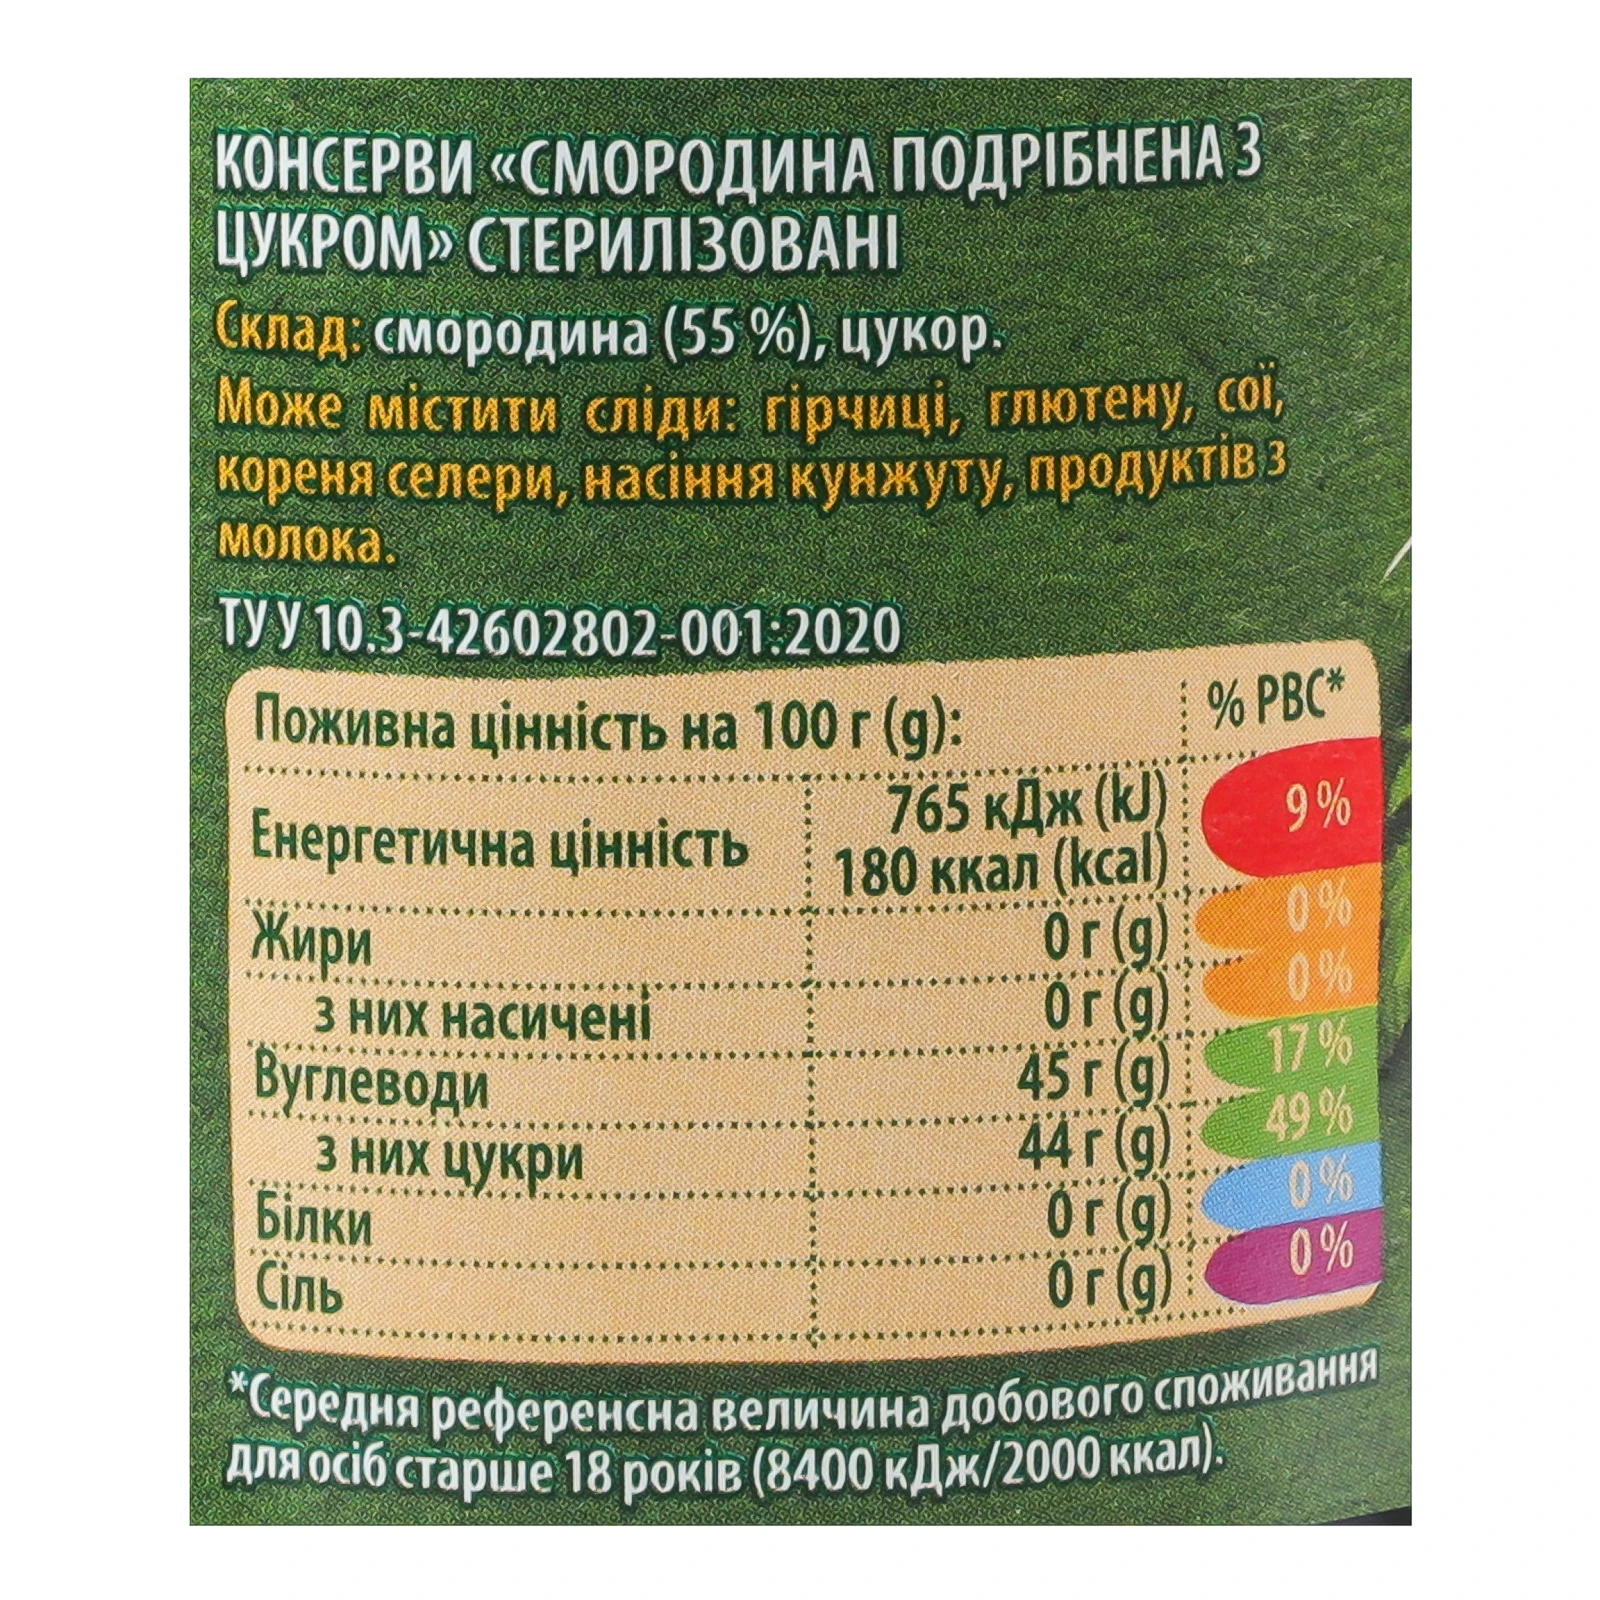 КОНСЕРВИ «СМОРОДИНА ПОДРІБНЕНА З
ЦУКРОМ» СТЕРИЛІЗОВАНІ
Склад: смородина (55 %), цукор.
Може містити сліди: гірчиці, глютену, сої,
кореня селери, насіння кунжуту, продуктів з
молока.
ТУ У 10.3-42602802-001:2020
Поживна цінність на 100 г (g): % РВС*
Енергетична цінність 765 кДж (kJ) 9 %
180 ккал (kcal)
Жири 0 г (g) 0 %
з них насичені 0 г (g) 0 %
Вуглеводи 45 г (g) 17 %
з них цукри 44 г (g) 49 %
Білки 0 г (g) 0 %
Сіль 0 г (g) 0 %
*Середня референсна величина добового споживання
для осіб старше 18 років (8400 кДж/2000 ккал).